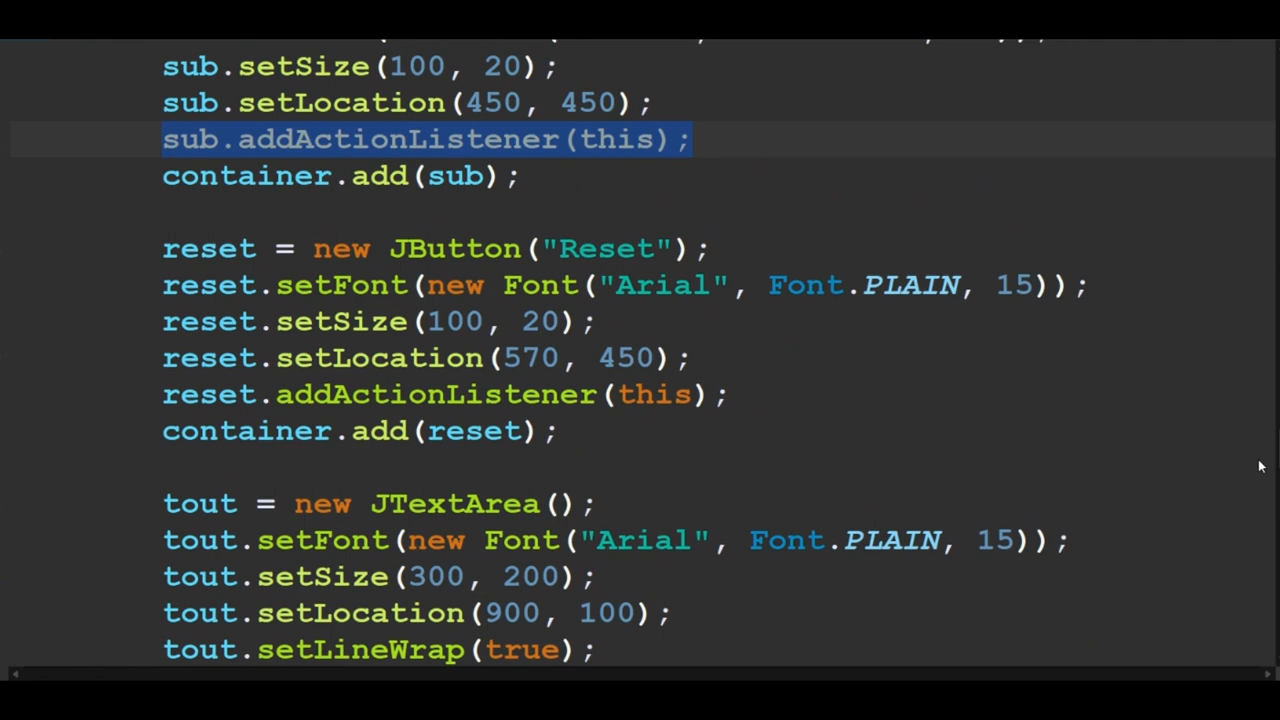 sub.setSize(100, 20);
sub.setLocation(450, 450);
sub.addActionListener(this);
container.add(sub);
reset = new JButton("Reset");
reset.setFont(new Font("Arial", Font.PLAIN, 15));
reset.setSize(100, 20);
reset.setLocation(570, 450);
reset.addActionListener(this);
container.add(reset);
tout = new JTextArea();
tout.setFont(new Font("Arial", Font.PLAIN, 15));
tout.setSize(300, 200);
tout.setLocation(900, 100);
tout.setLineWrap(true);